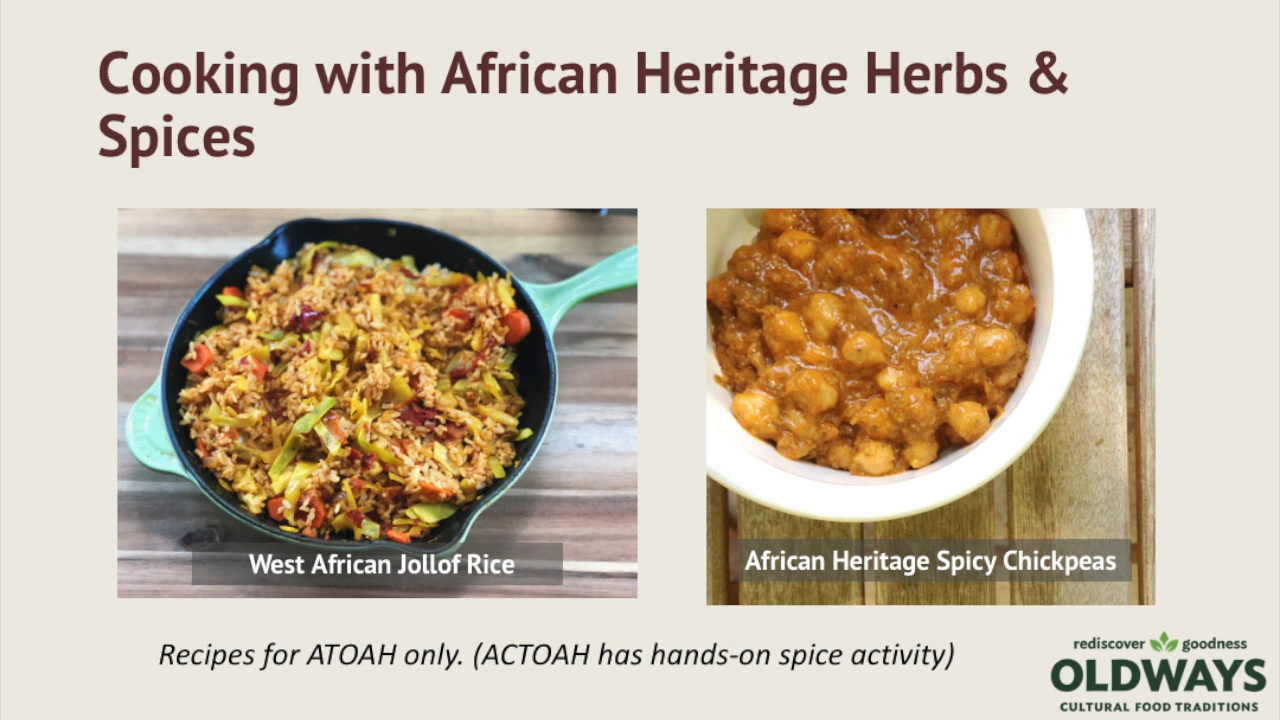 Cooking with African Heritage Herbs &
Spices
West African Jollof Rice
African Heritage Spicy Chickpeas
Recipes for ATOAH only. (ACTOAH has hands-on spice activity)
rediscover goodness
OLDWAYS
CULTURAL FOOD TRADITIONS